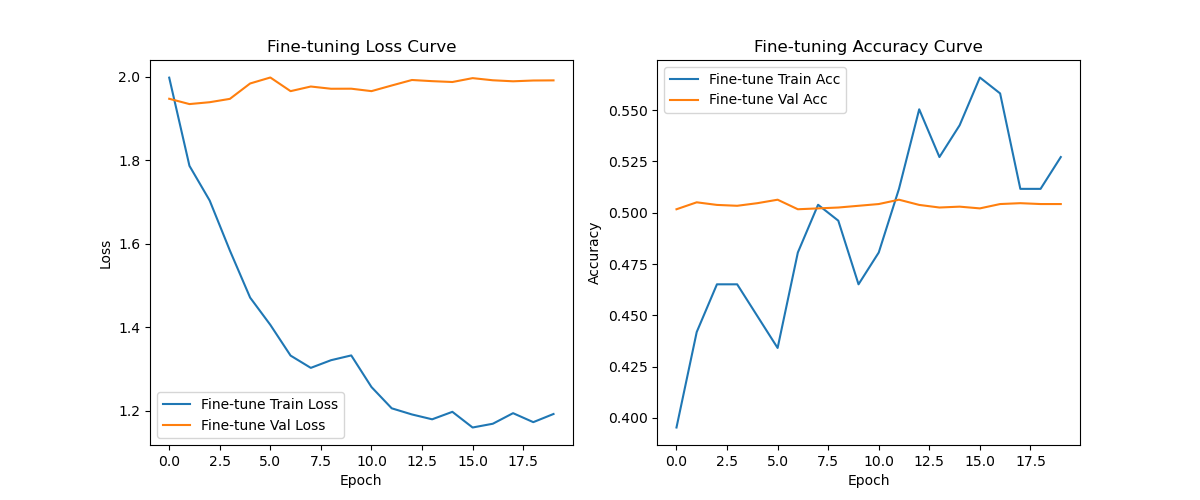 Fine-tuning Loss Curve
2.0
1.8
1.6
1.4
1.2
Loss
Fine-tune Train Loss
Fine-tune Val Loss
0.0 2.5 5.0 7.5 10.0 12.5 15.0 17.5
Epoch
Fine-tuning Accuracy Curve
Fine-tune Train Acc
Fine-tune Val Acc
0.550
0.525
0.500
0.475
0.450
0.425
0.400
Accuracy
0.0 2.5 5.0 7.5 10.0 12.5 15.0 17.5
Epoch